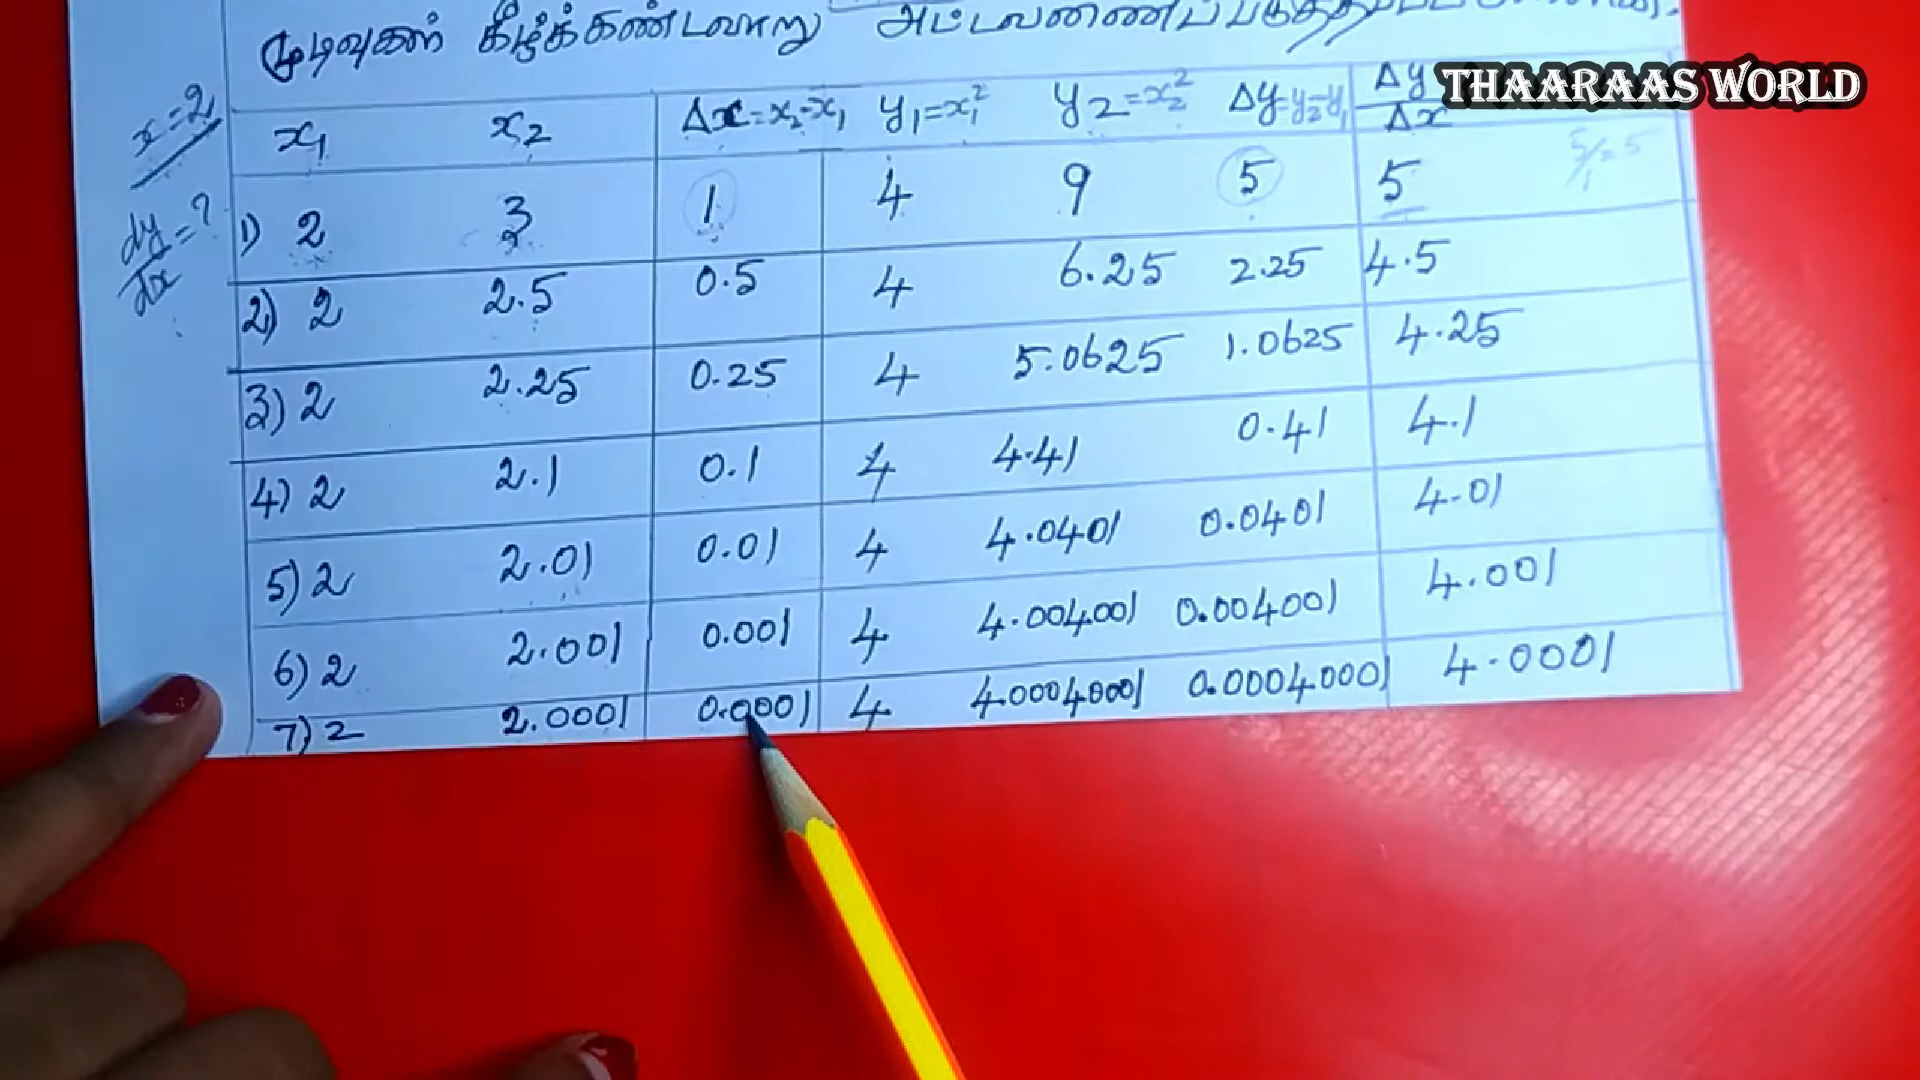 முடிவுகள் கீழ்க்கண்டவாறு
THAARAAS WORLD
x=2
dy/dx = ?
x₁ x₂ Δx=x₂-x₁ y₁=x₁² y₂=x₂² Δy=y₂-y₁ Δy/Δx
5/1=5
1) 2 3 1 4 9 5 5
2) 2 2.5 0.5 4 6.25 2.25 4.5
3) 2 2.25 0.25 4 5.0625 1.0625 4.25
4) 2 2.1 0.1 4 4.41 0.41 4.1
5) 2 2.01 0.01 4 4.0401 0.0401 4.01
6) 2 2.001 0.001 4 4.004001 0.004001 4.001
7) 2 2.0001 0.0001 4 4.0004001 0.00040001 4.0001